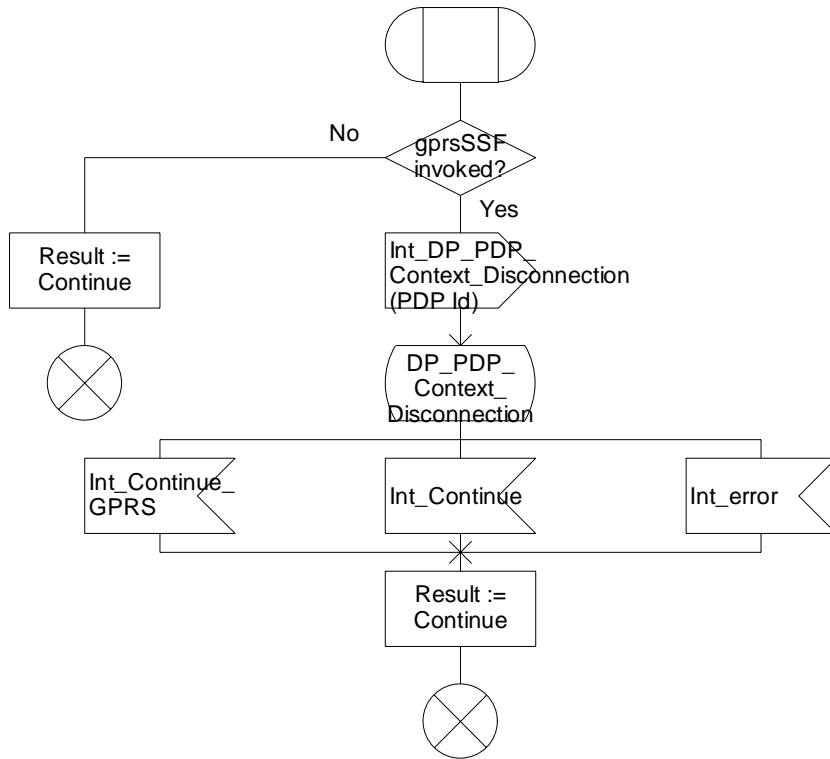 No
gprsSSF
invoked?
Yes
Result :=
Continue
Int_DP_PDP_
Context_Disconnection
(PDP Id)
DP_PDP_
Context_
Disconnection
Int_Continue_
GPRS
Int_Continue
Int_error
Result :=
Continue